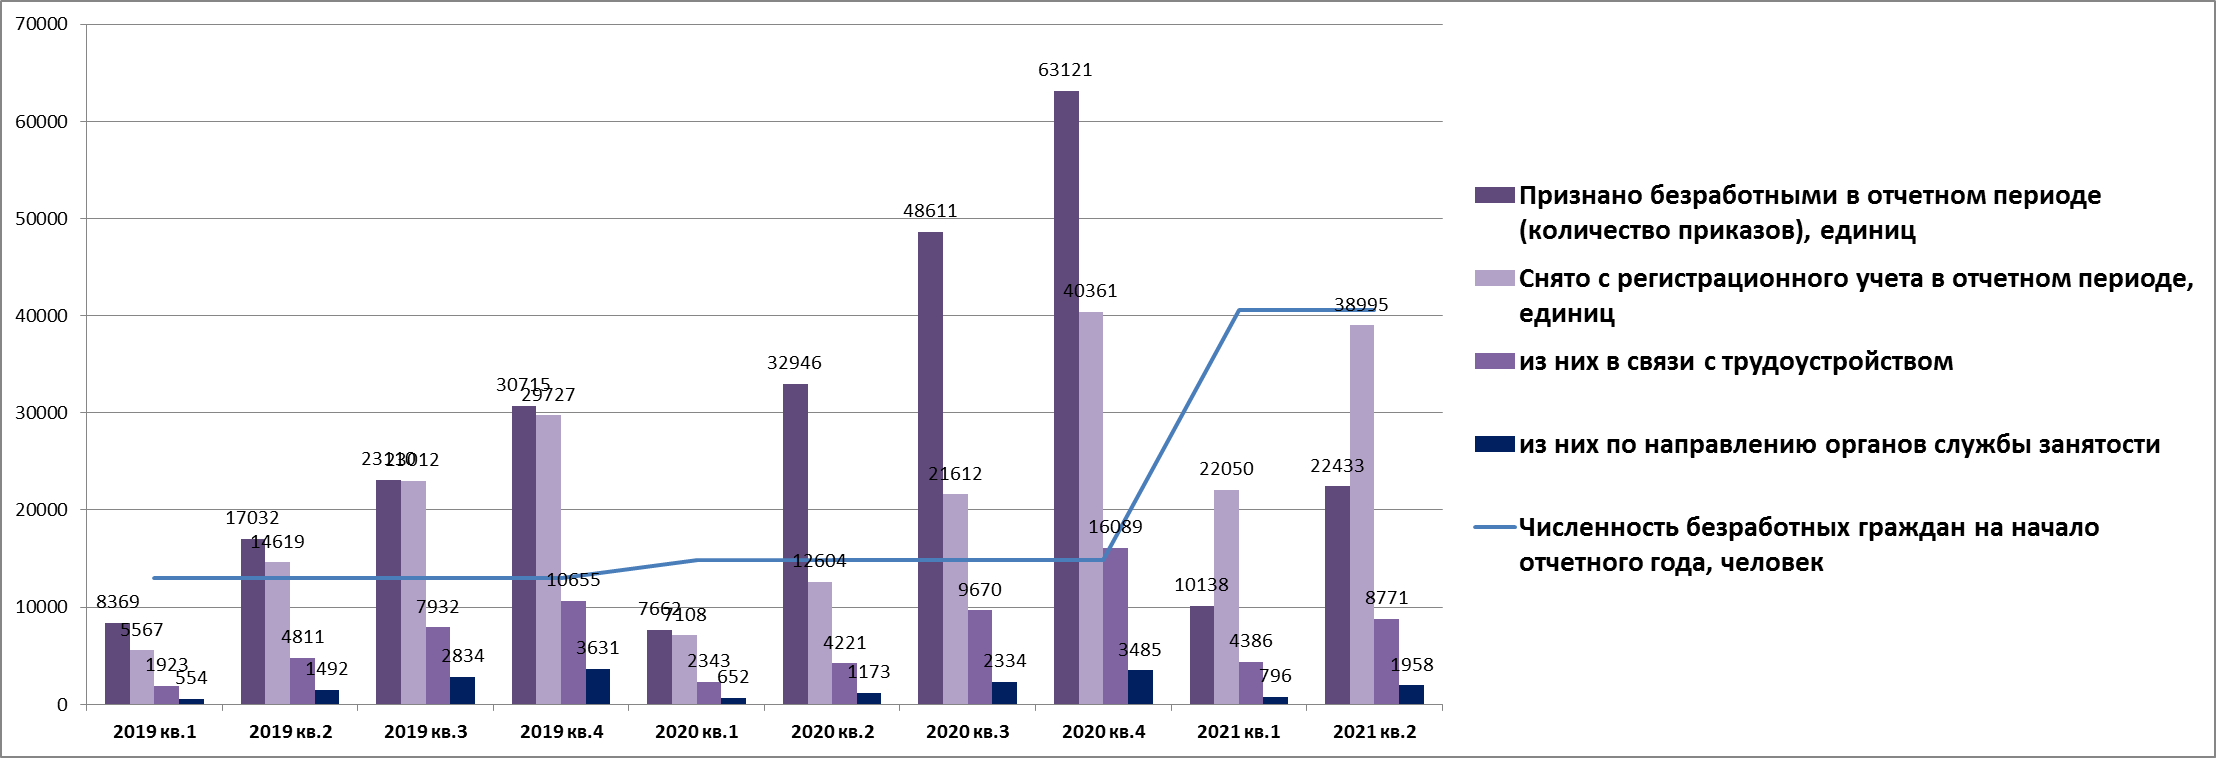 70000
60000
50000
40000
30000
20000
10000
0
8369
5567
1923
554
17032
14619
4811
1492
23110
23012
7932
2834
30715
29727
10655
3631
7662
7108
2343
652
32946
12604
4221
1173
48611
21612
9670
2334
63121
40361
16089
3485
10138
22050
4386
796
22433
38995
8771
1958
2019 кв.1
2019 кв.2
2019 кв.3
2019 кв.4
2020 кв.1
2020 кв.2
2020 кв.3
2020 кв.4
2021 кв.1
2021 кв.2
Признано безработными в отчетном периоде
(количество приказов), единиц
Снято с регистрационного учета в отчетном периоде,
единиц
из них в связи с трудоустройством
из них по направлению органов службы занятости
Численность безработных граждан на начало
отчетного года, человек